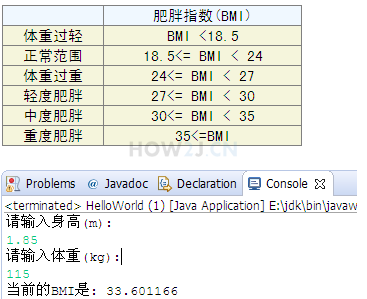 肥胖指数(BMI)
体重过轻 BMI <18.5
正常范围 18.5<= BMI < 24
体重过重 24<= BMI < 27
轻度肥胖 27<= BMI < 30
中度肥胖 30<= BMI < 35
重度肥胖 35<=BMI
HOW2J.CN
Problems @ Javadoc Declaration Console
<terminated> HelloWorld (1) [Java Application] E:\jdk\bin\javaw
请输入身高(m):
1.85
请输入体重(kg):
115
当前的BMI是: 33.601166